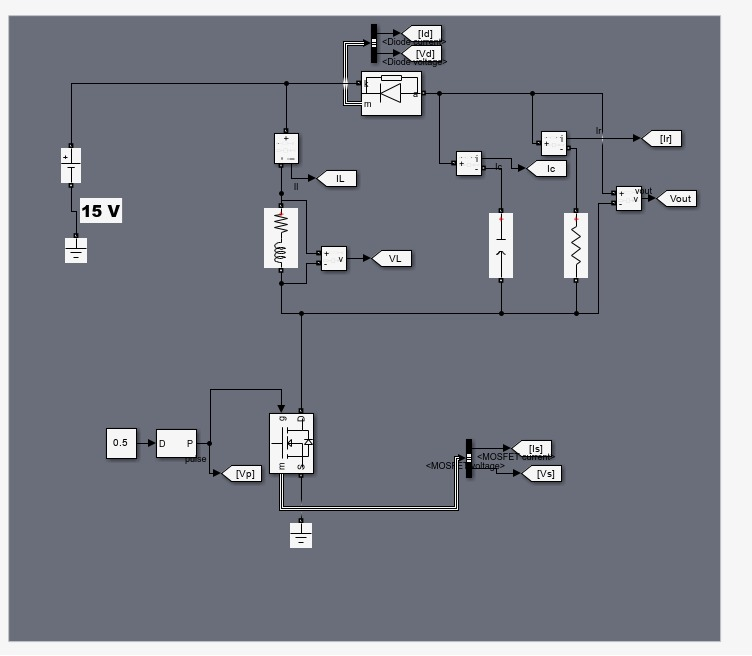 [Id]
<Diode current>
[Vd]
<Diode voltage>
k
m
a
+
+
i
-
Ir
[Ir]
+
i
-
Ic
Ic
IL
Il
+
15 V
+
-
v
vout
Vout
+
-
v
VL
g
D
0.5
D
P
pulse
[Vp]
m
S
[Is]
<MOSFET current>
<MOSFET voltage>
[Vs]